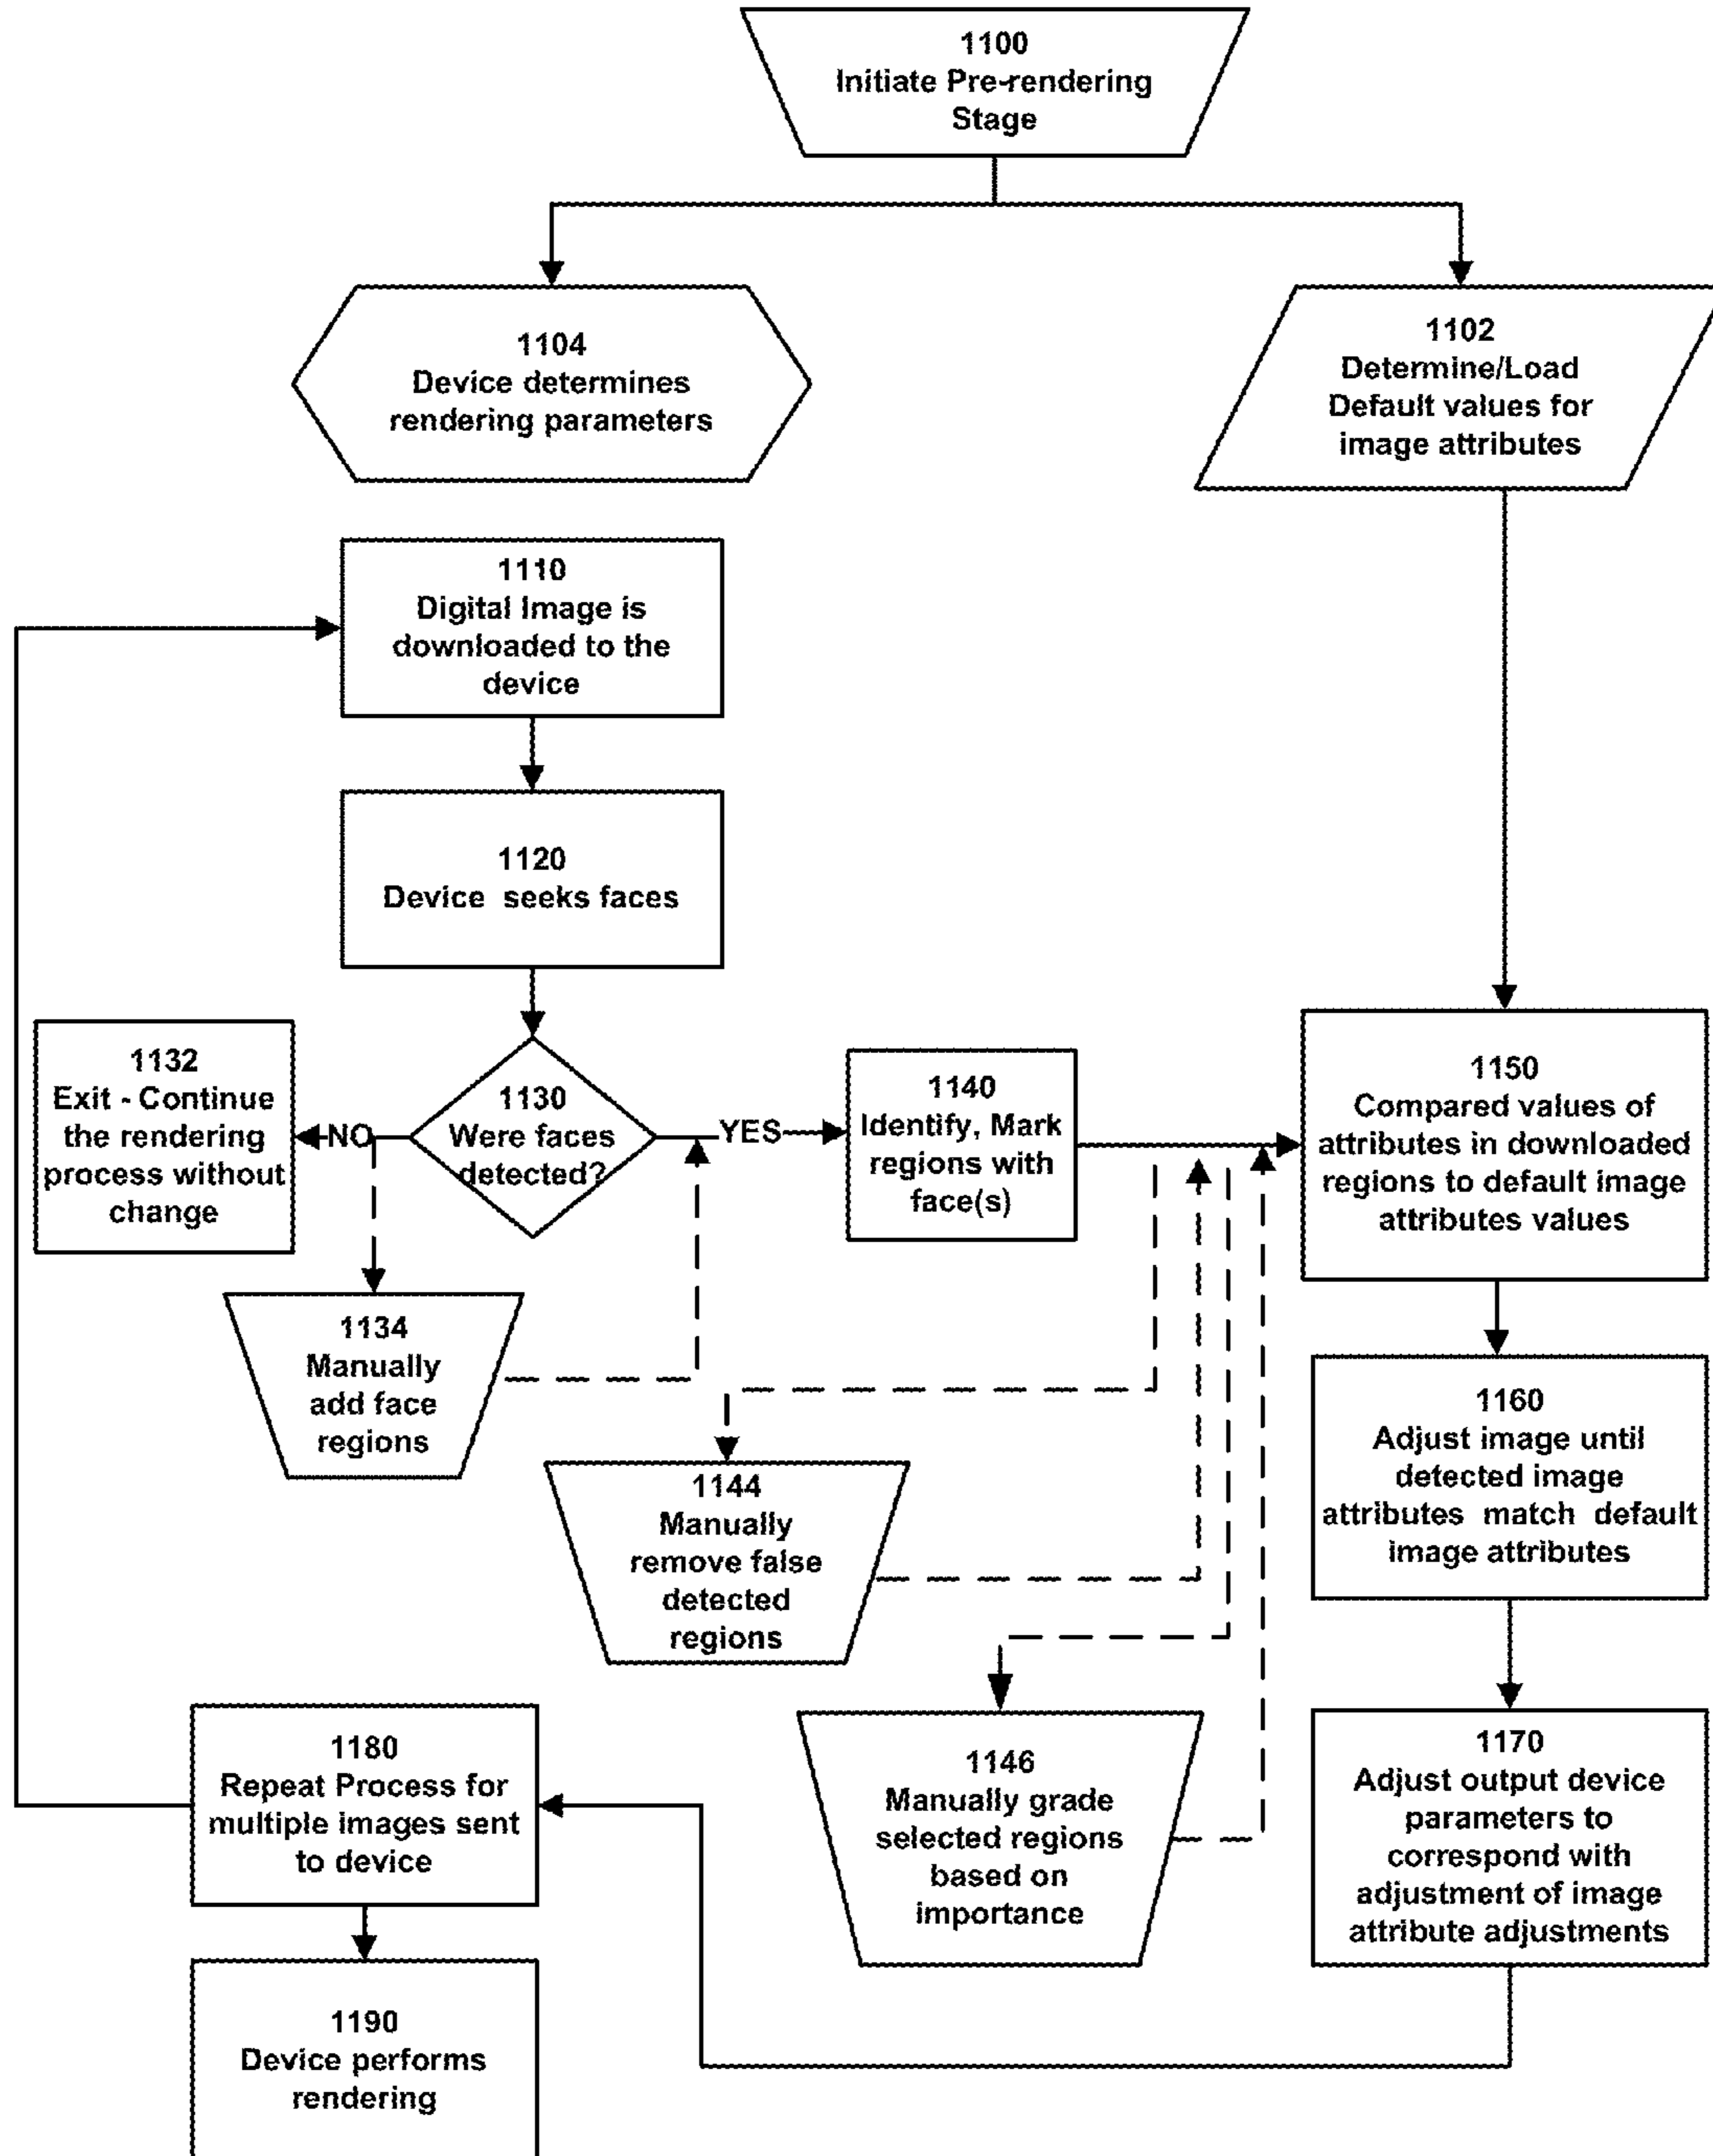 1100
Initiate Pre-rendering
Stage
1104
Device determines
rendering parameters
1102
Determine/Load
Default values for
image attributes
1110
Digital Image is
downloaded to the
device
1120
Device seeks faces
1132
Exit - Continue
the rendering
process without
change
NO
1130
Were faces
detected?
YES
1140
Identify, Mark
regions with
face(s)
1150
Compared values of
attributes in downloaded
regions to default image
attributes values
1134
Manually
add face
regions
1144
Manually
remove false
detected
regions
1160
Adjust image until
detected image
attributes match default
image attributes
1146
Manually grade
selected regions
based on
importance
1170
Adjust output device
parameters to
correspond with
adjustment of image
attribute adjustments
1180
Repeat Process for
multiple images sent
to device
1190
Device performs
rendering